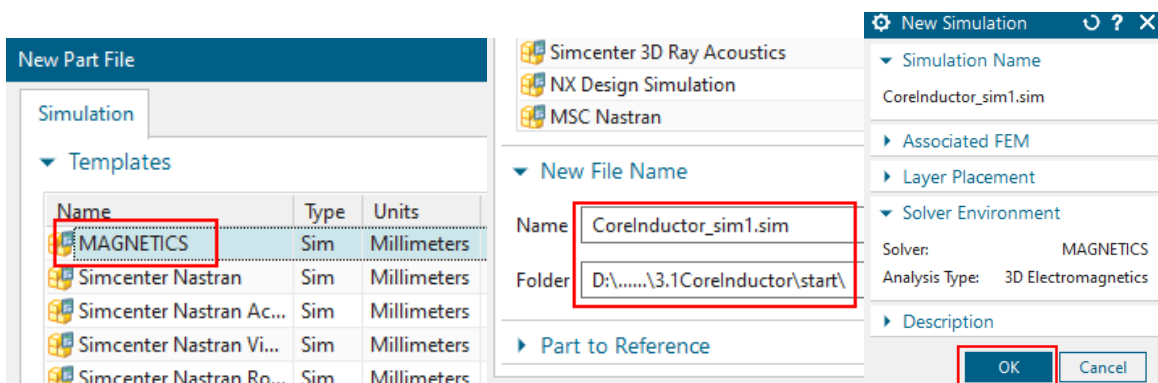 New Part File
Simulation
Templates
Name Type Units
MAGNETICS Sim Millimeters
Simcenter Nastran Sim Millimeters
Simcenter Nastran Ac... Sim Millimeters
Simcenter Nastran Vi... Sim Millimeters
Simcenter Nastran Ro... Sim Millimeters
Simcenter 3D Ray Acoustics
NX Design Simulation
MSC Nastran
New File Name
Name CoreInductor_sim1.sim
Folder D:\......\3.1CoreInductor\start\
Part to Reference
New Simulation
Simulation Name
CoreInductor_sim1.sim
Associated FEM
Layer Placement
Solver Environment
Solver: MAGNETICS
Analysis Type: 3D Electromagnetics
Description
OK Cancel